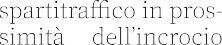 spartitraffico in pros-
simità dell'incrocio